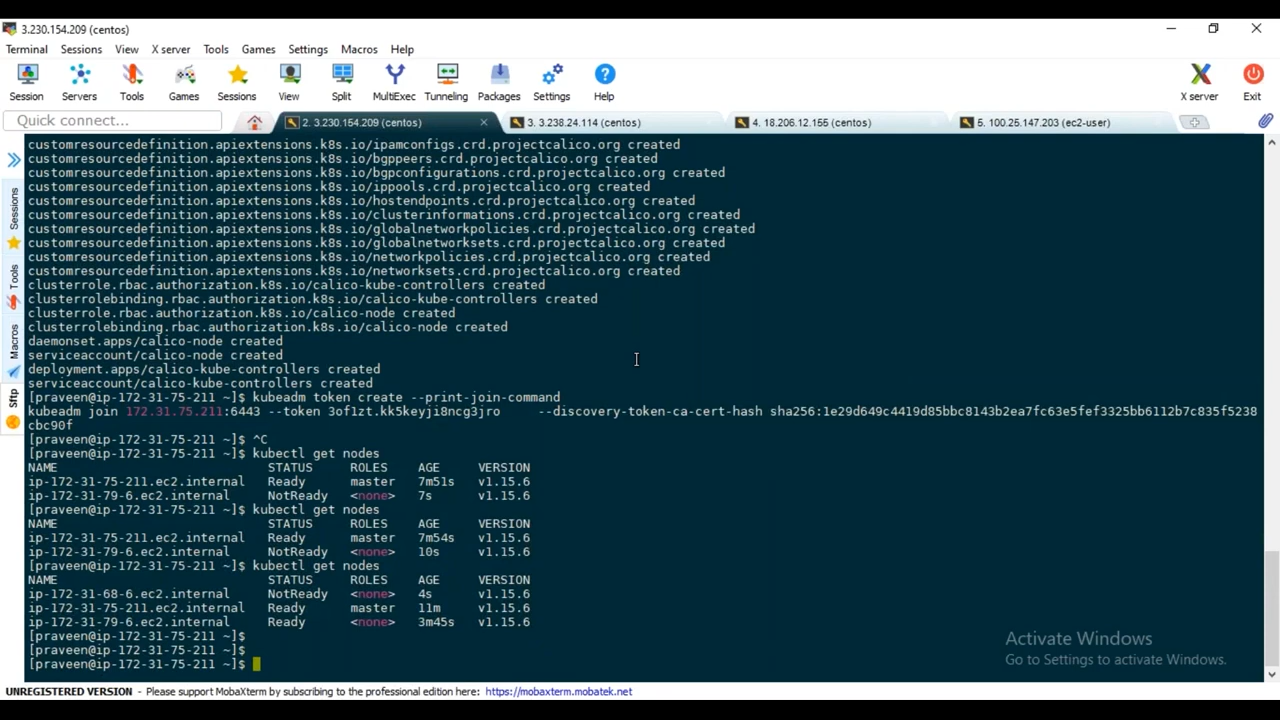 3.230.154.209 (centos)
Terminal Sessions View X server Tools Games Settings Macros Help
Session Servers Tools Games Sessions View Split MultiExec Tunneling Packages Settings Help X server Exit
Quick connect... 2. 3.230.154.209 (centos) 3. 3.238.24.114 (centos) 4. 18.206.12.155 (centos) 5. 100.25.147.203 (ec2-user)
Sessions
Tools
Macros
Sftp
customresourcedefinition.apiextensions.k8s.io/ipamconfigs.crd.projectcalico.org created
customresourcedefinition.apiextensions.k8s.io/bgppeers.crd.projectcalico.org created
customresourcedefinition.apiextensions.k8s.io/bgpconfigurations.crd.projectcalico.org created
customresourcedefinition.apiextensions.k8s.io/ippools.crd.projectcalico.org created
customresourcedefinition.apiextensions.k8s.io/hostendpoints.crd.projectcalico.org created
customresourcedefinition.apiextensions.k8s.io/clusterinformations.crd.projectcalico.org created
customresourcedefinition.apiextensions.k8s.io/globalnetworkpolicies.crd.projectcalico.org created
customresourcedefinition.apiextensions.k8s.io/globalnetworksets.crd.projectcalico.org created
customresourcedefinition.apiextensions.k8s.io/networkpolicies.crd.projectcalico.org created
customresourcedefinition.apiextensions.k8s.io/networksets.crd.projectcalico.org created
clusterrole.rbac.authorization.k8s.io/calico-kube-controllers created
clusterrolebinding.rbac.authorization.k8s.io/calico-kube-controllers created
clusterrole.rbac.authorization.k8s.io/calico-node created
clusterrolebinding.rbac.authorization.k8s.io/calico-node created
daemonset.apps/calico-node created
serviceaccount/calico-node created
deployment.apps/calico-kube-controllers created
serviceaccount/calico-kube-controllers created
[praveen@ip-172-31-75-211 ~]$ kubeadm token create --print-join-command
kubeadm join 172.31.75.211:6443 --token 3of1zt.kk5keyji8ncg3jro --discovery-token-ca-cert-hash sha256:1e29d649c4419d85bbc8143b2ea7fc63e5fef3325bb6112b7c835f5238
cbc90f
[praveen@ip-172-31-75-211 ~]$ ^C
[praveen@ip-172-31-75-211 ~]$ kubectl get nodes
NAME STATUS ROLES AGE VERSION
ip-172-31-75-211.ec2.internal Ready master 7m51s v1.15.6
ip-172-31-79-6.ec2.internal NotReady <none> 7s v1.15.6
[praveen@ip-172-31-75-211 ~]$ kubectl get nodes
NAME STATUS ROLES AGE VERSION
ip-172-31-75-211.ec2.internal Ready master 7m54s v1.15.6
ip-172-31-79-6.ec2.internal NotReady <none> 10s v1.15.6
[praveen@ip-172-31-75-211 ~]$ kubectl get nodes
NAME STATUS ROLES AGE VERSION
ip-172-31-68-6.ec2.internal NotReady <none> 4s v1.15.6
ip-172-31-75-211.ec2.internal Ready master 11m v1.15.6
ip-172-31-79-6.ec2.internal Ready <none> 3m45s v1.15.6
[praveen@ip-172-31-75-211 ~]$
[praveen@ip-172-31-75-211 ~]$
[praveen@ip-172-31-75-211 ~]$
Activate Windows
Go to Settings to activate Windows.
UNREGISTERED VERSION - Please support MobaXterm by subscribing to the professional edition here: https://mobaxterm.mobatek.net